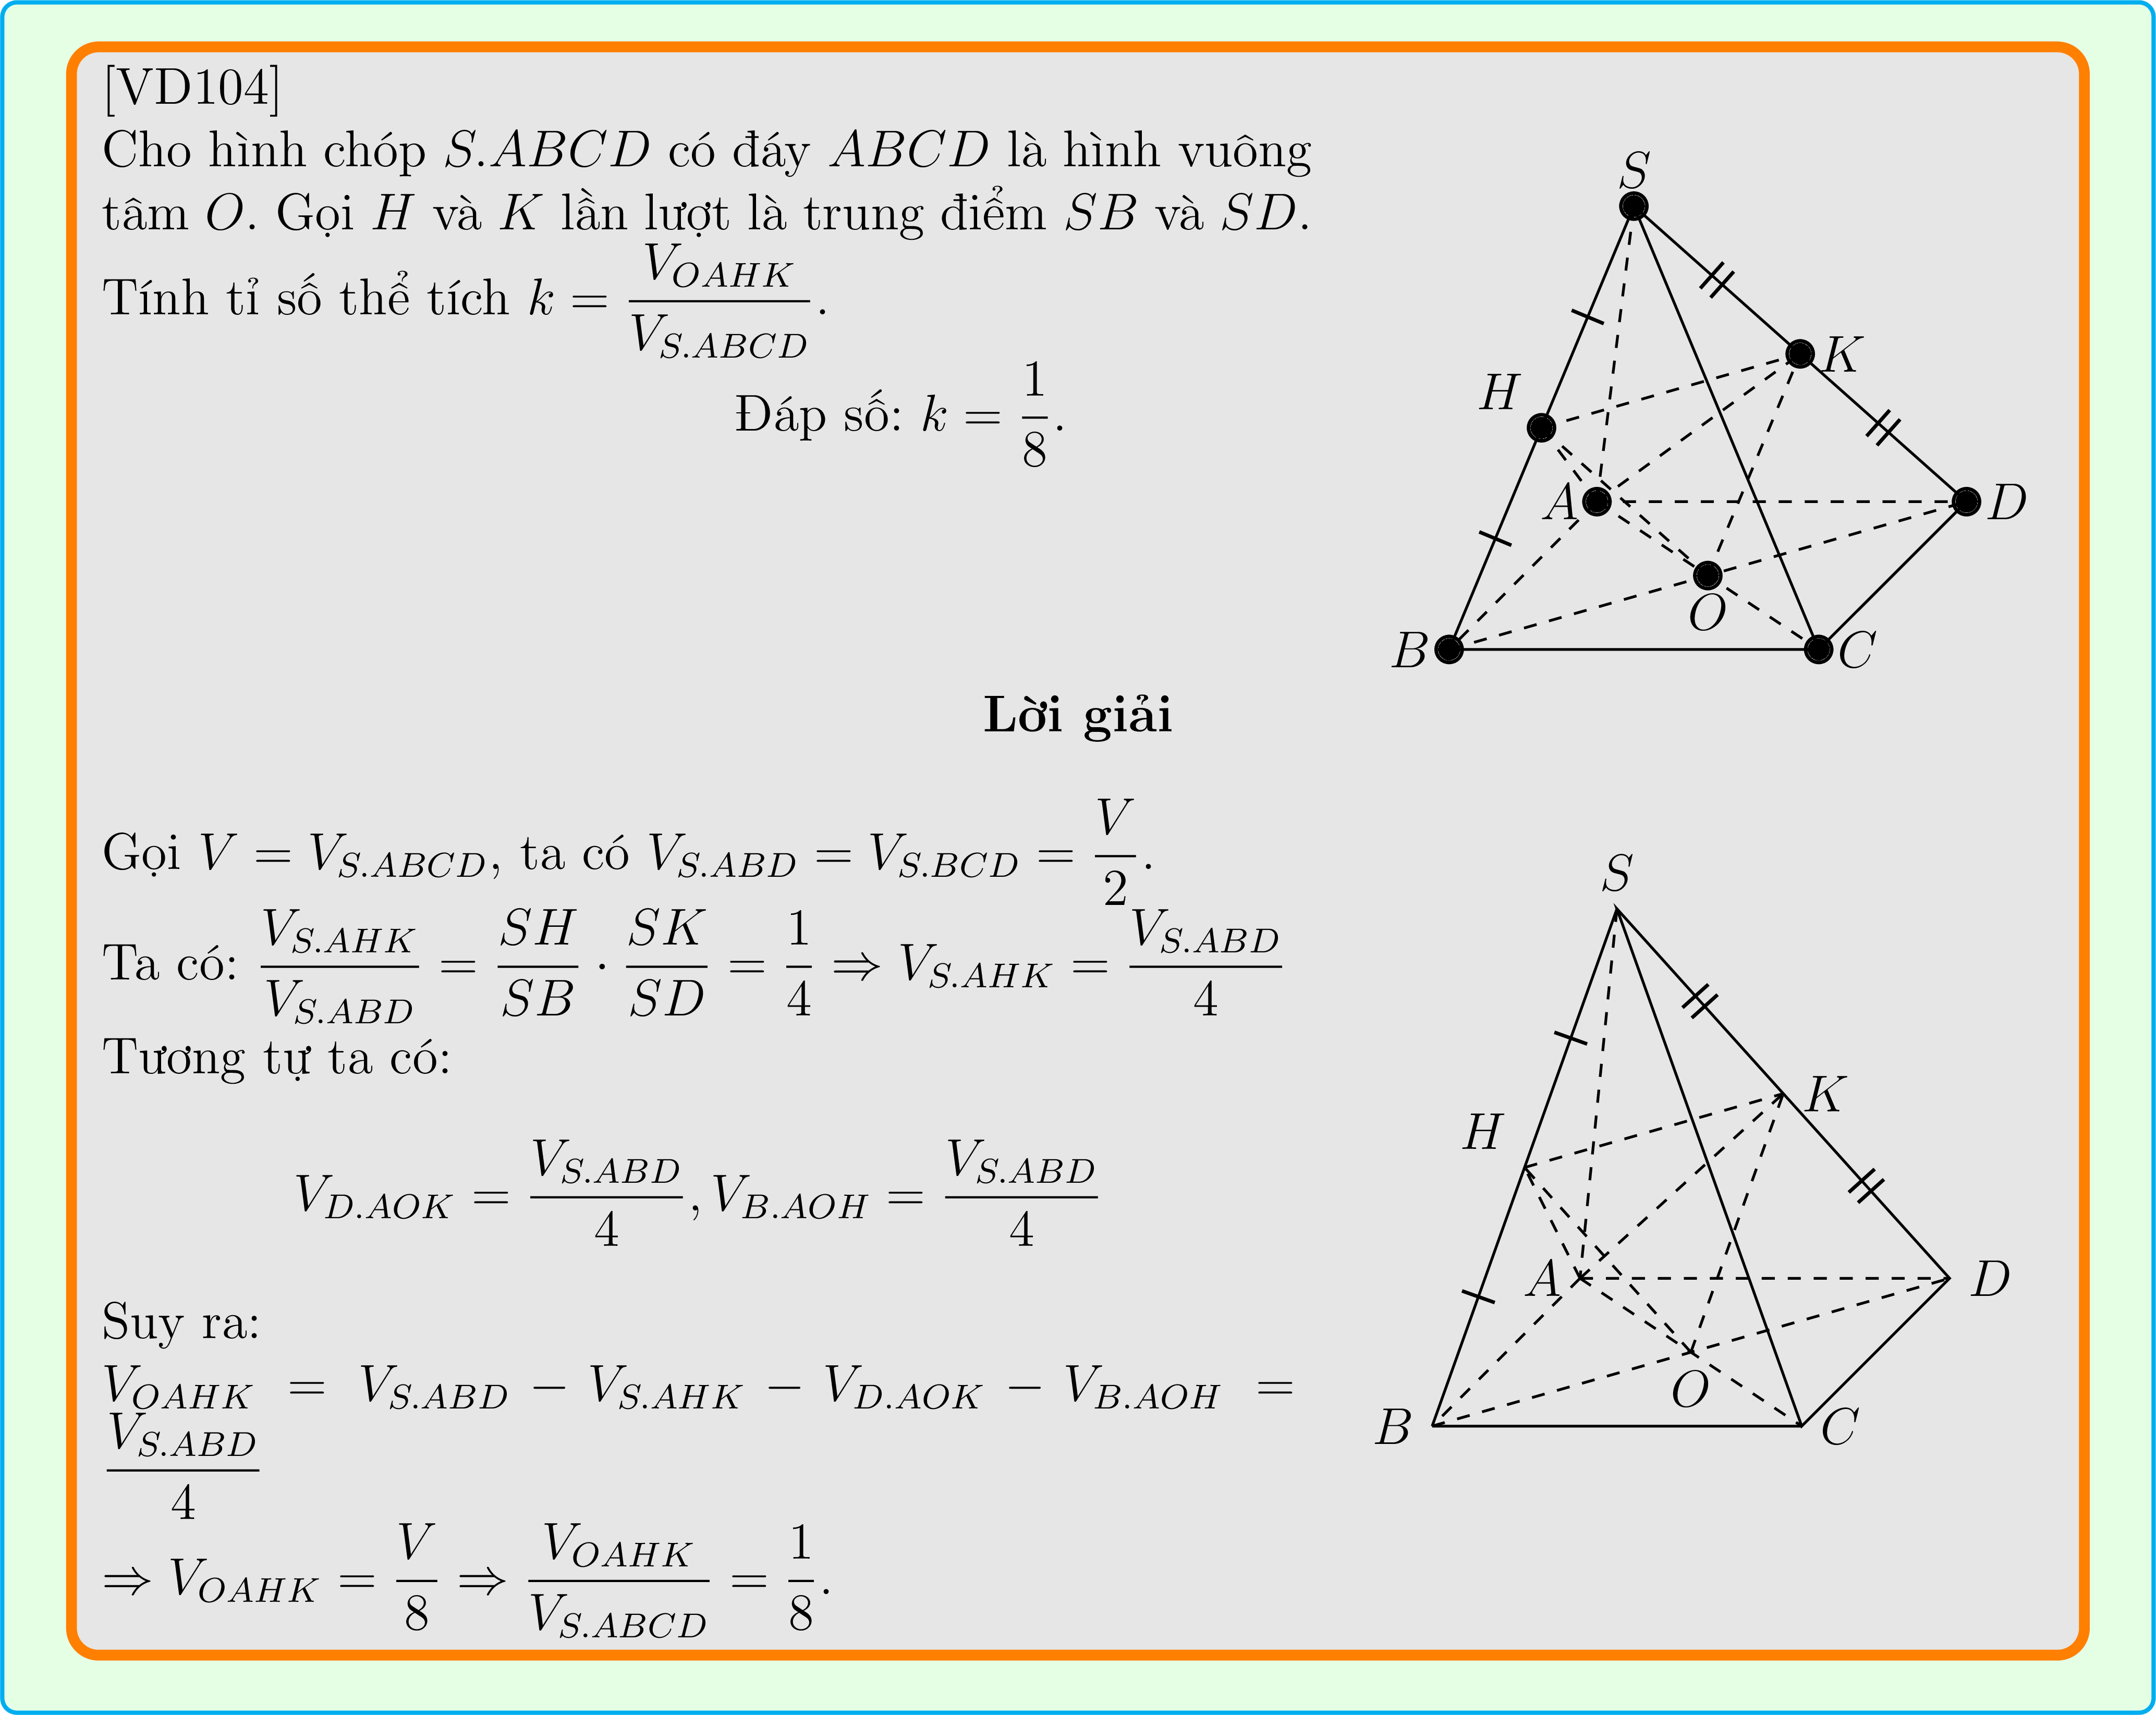 [VD104]
Cho hình chóp S.ABCD có đáy ABCD là hình vuông
tâm O. Gọi H và K lần lượt là trung điểm SB và SD.
Tính tỉ số thể tích k = \frac{V_{OAHK}}{V_{S.ABCD}}.
Đáp số: k = \frac{1}{8}.
S
K
H
A
D
O
B
C
Lời giải
Gọi V = V_{S.ABCD}, ta có V_{S.ABD} = V_{S.BCD} = \frac{V}{2}.
Ta có: \frac{V_{S.AHK}}{V_{S.ABD}} = \frac{SH}{SB} · \frac{SK}{SD} = \frac{1}{4} ⇒ V_{S.AHK} = \frac{V_{S.ABD}}{4}
Tương tự ta có:
V_{D.AOK} = \frac{V_{S.ABD}}{4}, V_{B.AOH} = \frac{V_{S.ABD}}{4}
Suy ra:
V_{OAHK} = V_{S.ABD} − V_{S.AHK} − V_{D.AOK} − V_{B.AOH} =
\frac{V_{S.ABD}}{4}
⇒ V_{OAHK} = \frac{V}{8} ⇒ \frac{V_{OAHK}}{V_{S.ABCD}} = \frac{1}{8}.
S
K
H
A
D
O
B
C